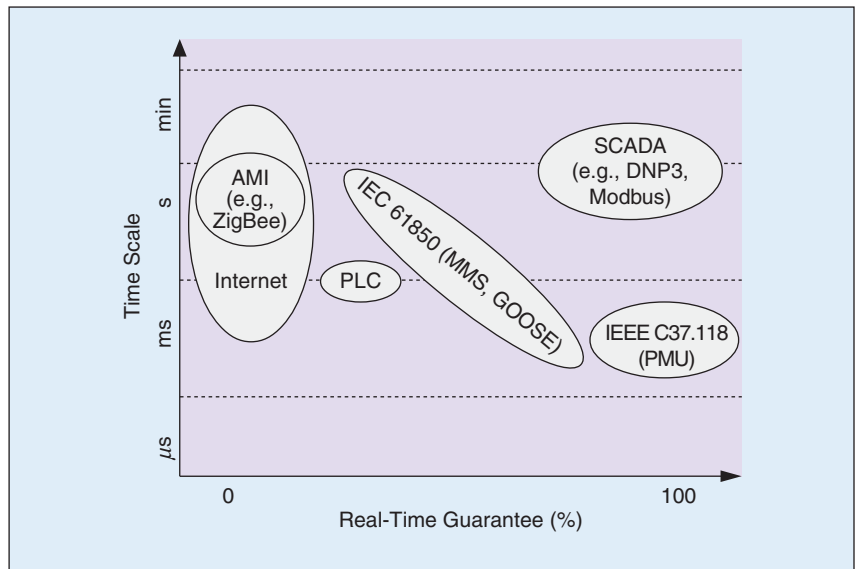 Time Scale
min
s
ms
μs
AMI
(e.g.,
ZigBee)
Internet
PLC
IEC 61850 (MMS, GOOSE)
SCADA
(e.g., DNP3,
Modbus)
IEEE C37.118
(PMU)
0
100
Real-Time Guarantee (%)